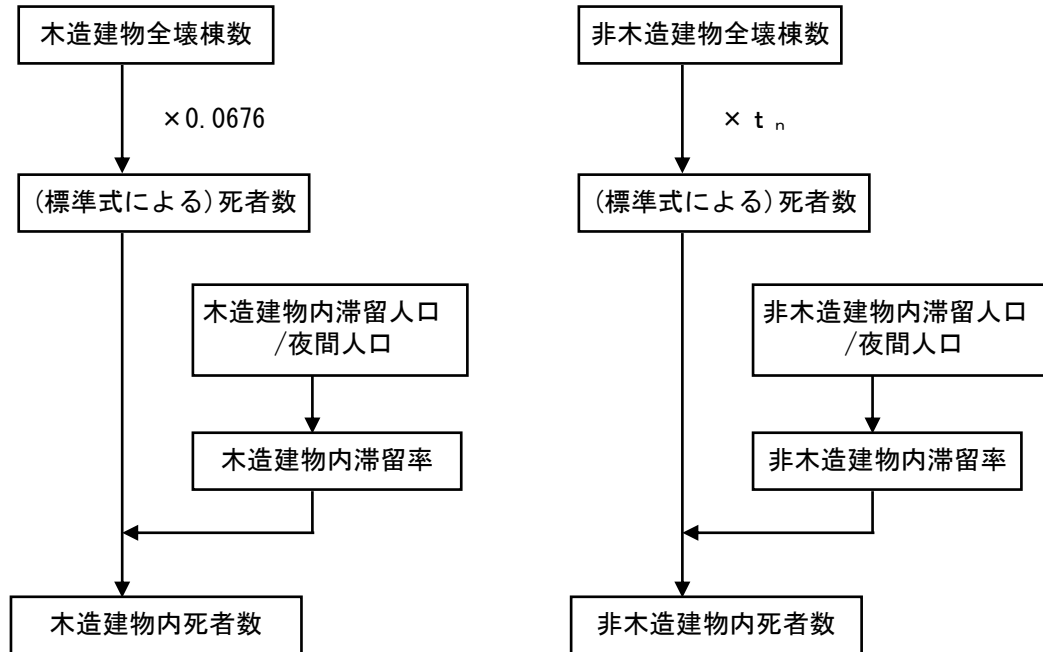 木造建物全壊棟数
×0.0676
(標準式による)死者数
木造建物内滞留人口
/夜間人口
木造建物内滞留率
木造建物内死者数
非木造建物全壊棟数
× t n
(標準式による)死者数
非木造建物内滞留人口
/夜間人口
非木造建物内滞留率
非木造建物内死者数